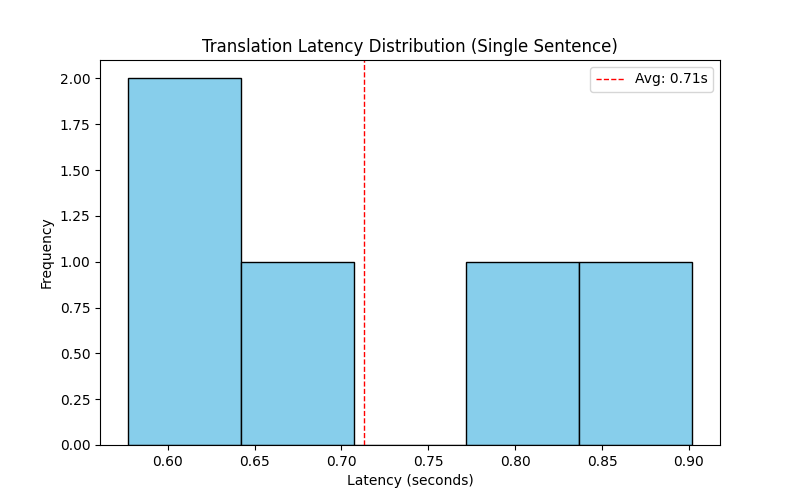 Translation Latency Distribution (Single Sentence)
Avg: 0.71s
2.00
1.75
1.50
1.25
1.00
0.75
0.50
0.25
0.00
Frequency
0.60 0.65 0.70 0.75 0.80 0.85 0.90
Latency (seconds)